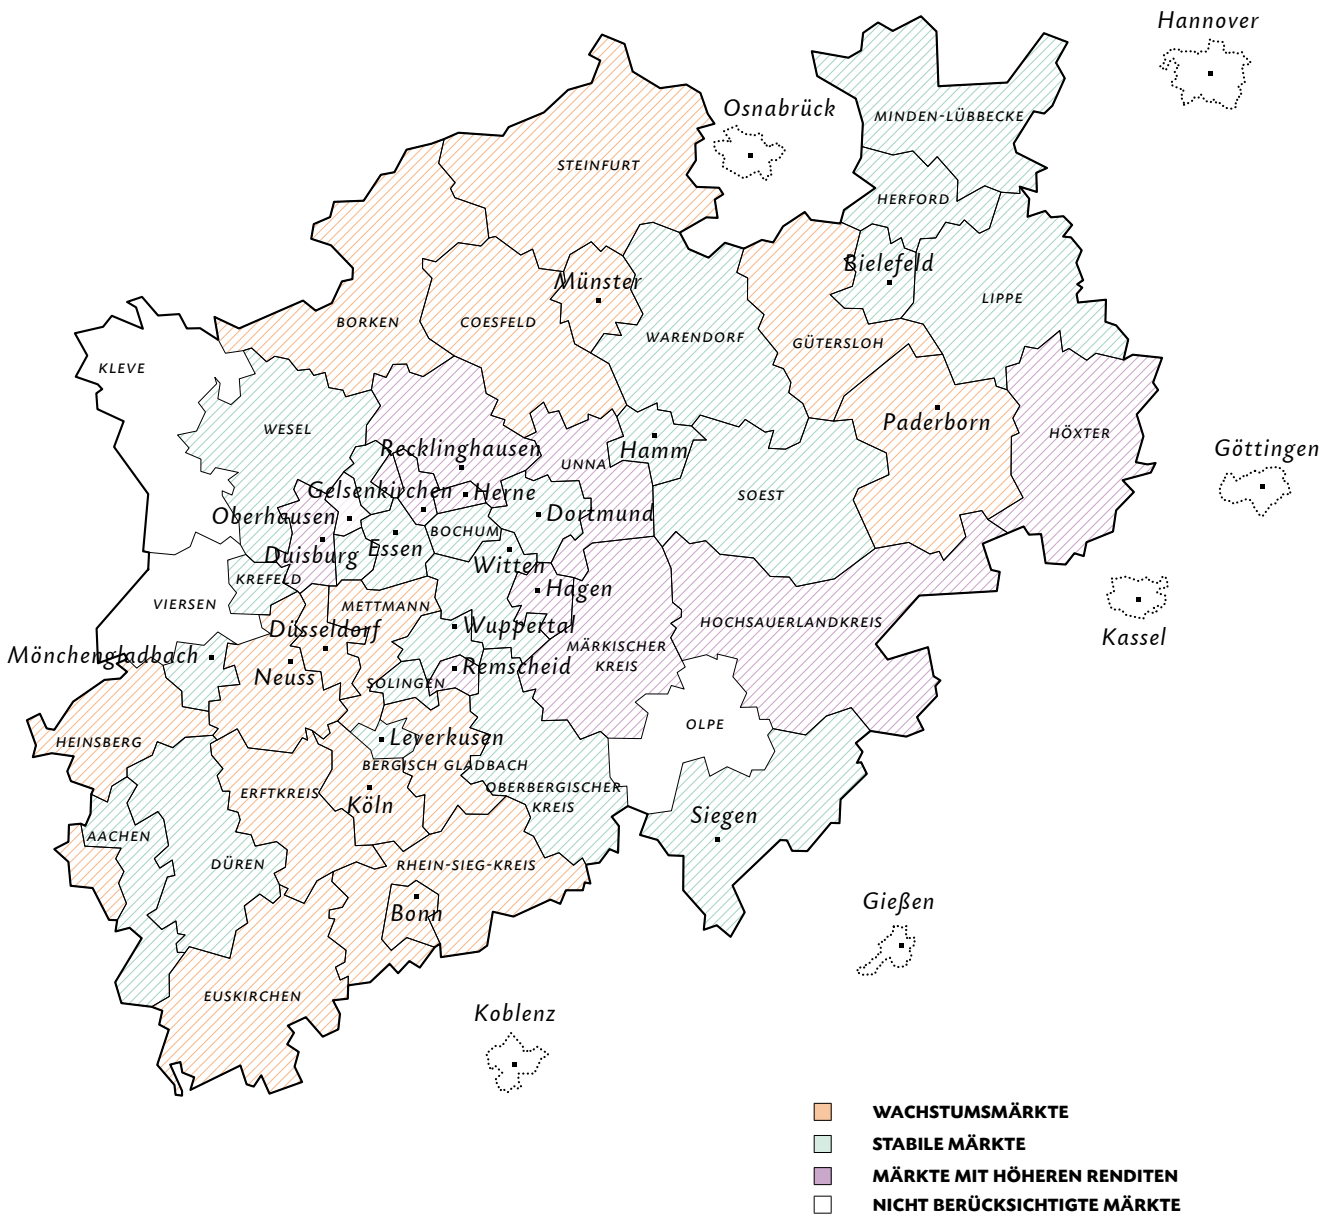 Hannover
Osnabrück
MINDEN-LÜBBECKE
STEINFURT
HERFORD
Bielefeld
Münster
LIPPE
BORKEN
COESFELD
WARENDORF
GÜTERSLOH
KLEVE
Paderborn
WESEL
HÖXTER
Recklinghausen
Hamm
Göttingen
UNNA
Gelsenkirchen
Herne
SOEST
Oberhausen
Dortmund
BOCHUM
Duisburg
Essen
Witten
KREFELD
Hagen
VIERSEN
METTMANN
HOCHSAUERLANDKREIS
Düsseldorf
Wuppertal
Kassel
MÄRKISCHER
KREIS
Mönchengladbach
Remscheid
Neuss
SOLINGEN
OLPE
HEINSBERG
Leverkusen
BERGISCH GLADBACH
ERFTKREIS
OBERBERGISCHER
KREIS
Köln
Siegen
AACHEN
DÜREN
RHEIN-SIEG-KREIS
Bonn
Gießen
EUSKIRCHEN
Koblenz
WACHSTUMSMÄRKTE
STABILE MÄRKTE
MÄRKTE MIT HÖHEREN RENDITEN
NICHT BERÜCKSICHTIGTE MÄRKTE